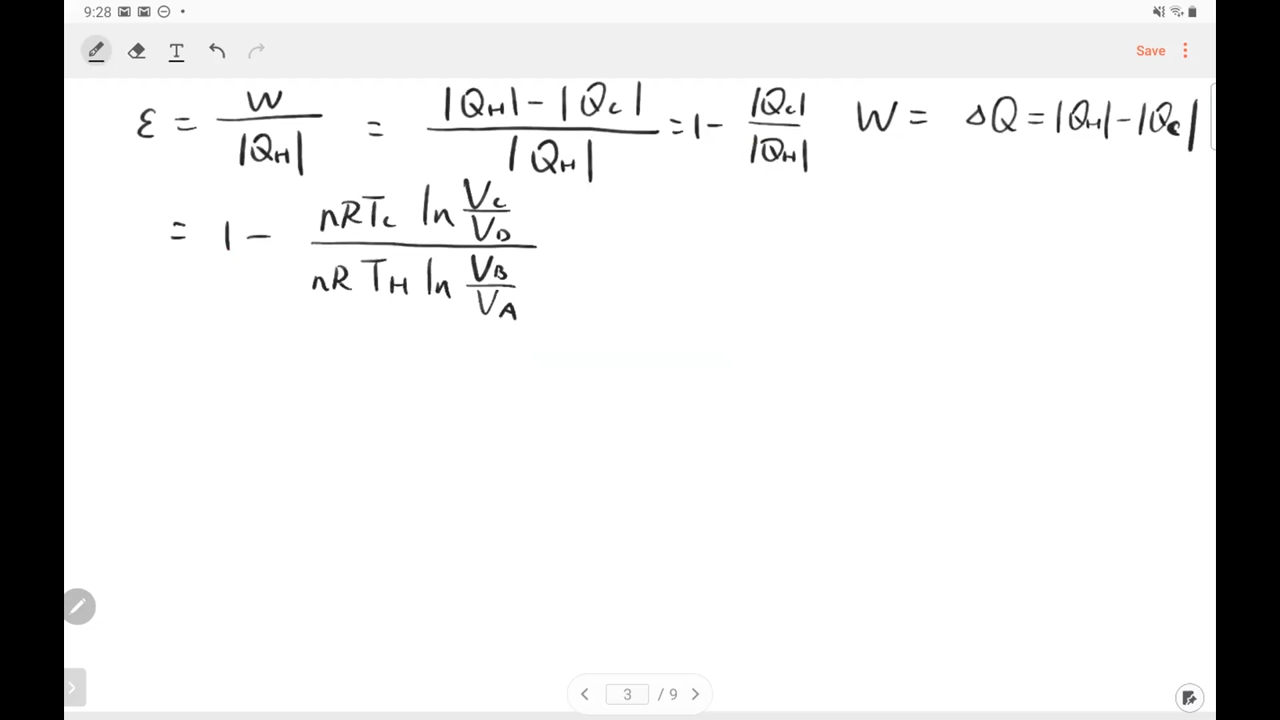 9:28
Save
ε = W / |Q_H| = (|Q_H| - |Q_C|) / |Q_H| = 1 - |Q_C| / |Q_H| W = ΔQ = |Q_H| - |Q_C|
= 1 - (nRT_C ln V_C/V_D) / (nRT_H ln V_B/V_A)
3 / 9